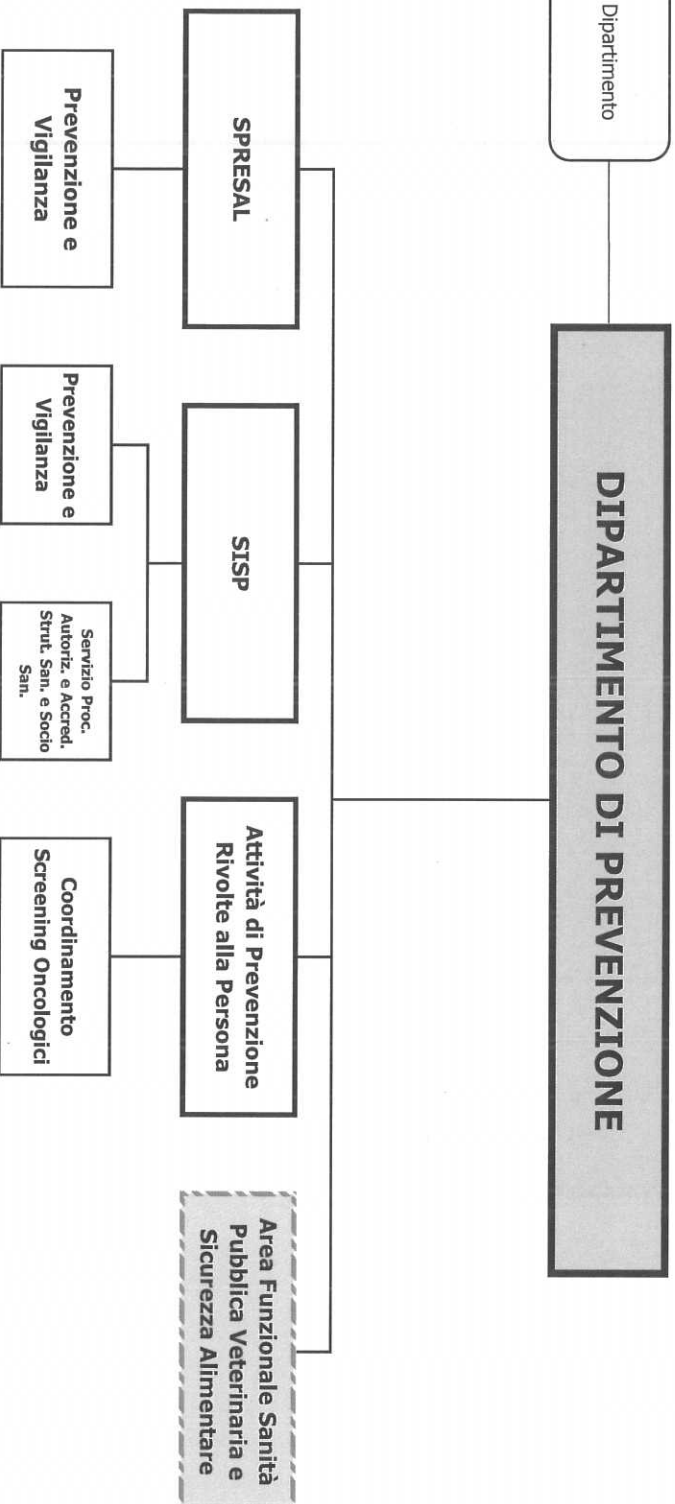 Dipartimento
DIPARTIMENTO DI PREVENZIONE
SPRESAL
SISP
Attività di Prevenzione
Rivolte alla Persona
Area Funzionale Sanità
Pubblica Veterinaria e
Sicurezza Alimentare
Prevenzione e
Vigilanza
Prevenzione e
Vigilanza
Servizio Proc.
Autoriz. e Accred.
Strut. San. e Socio
San.
Coordinamento
Screening Oncologici